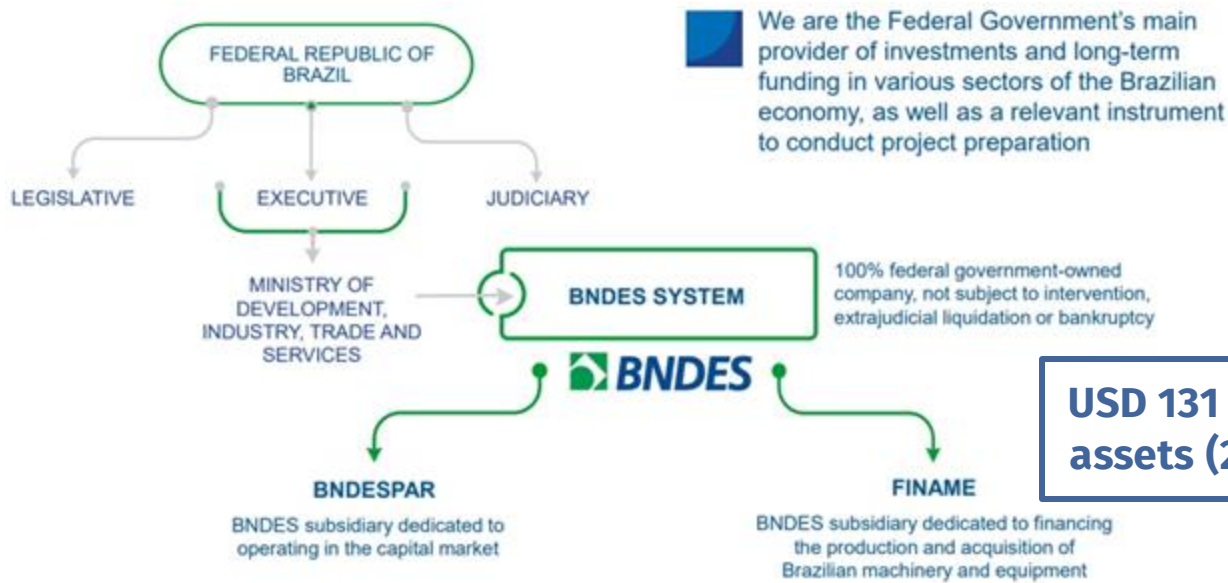 FEDERAL REPUBLIC OF
BRAZIL
We are the Federal Government's main
provider of investments and long-term
funding in various sectors of the Brazilian
economy, as well as a relevant instrument
to conduct project preparation
LEGISLATIVE
EXECUTIVE
JUDICIARY
MINISTRY OF
DEVELOPMENT,
INDUSTRY, TRADE AND
SERVICES
BNDES SYSTEM
100% federal government-owned
company, not subject to intervention,
extrajudicial liquidation or bankruptcy
BNDES
USD 131
assets
BNDESPAR
BNDES subsidiary dedicated to
operating in the capital market
FINAME
BNDES subsidiary dedicated to financing
the production and acquisition of
Brazilian machinery and equipment